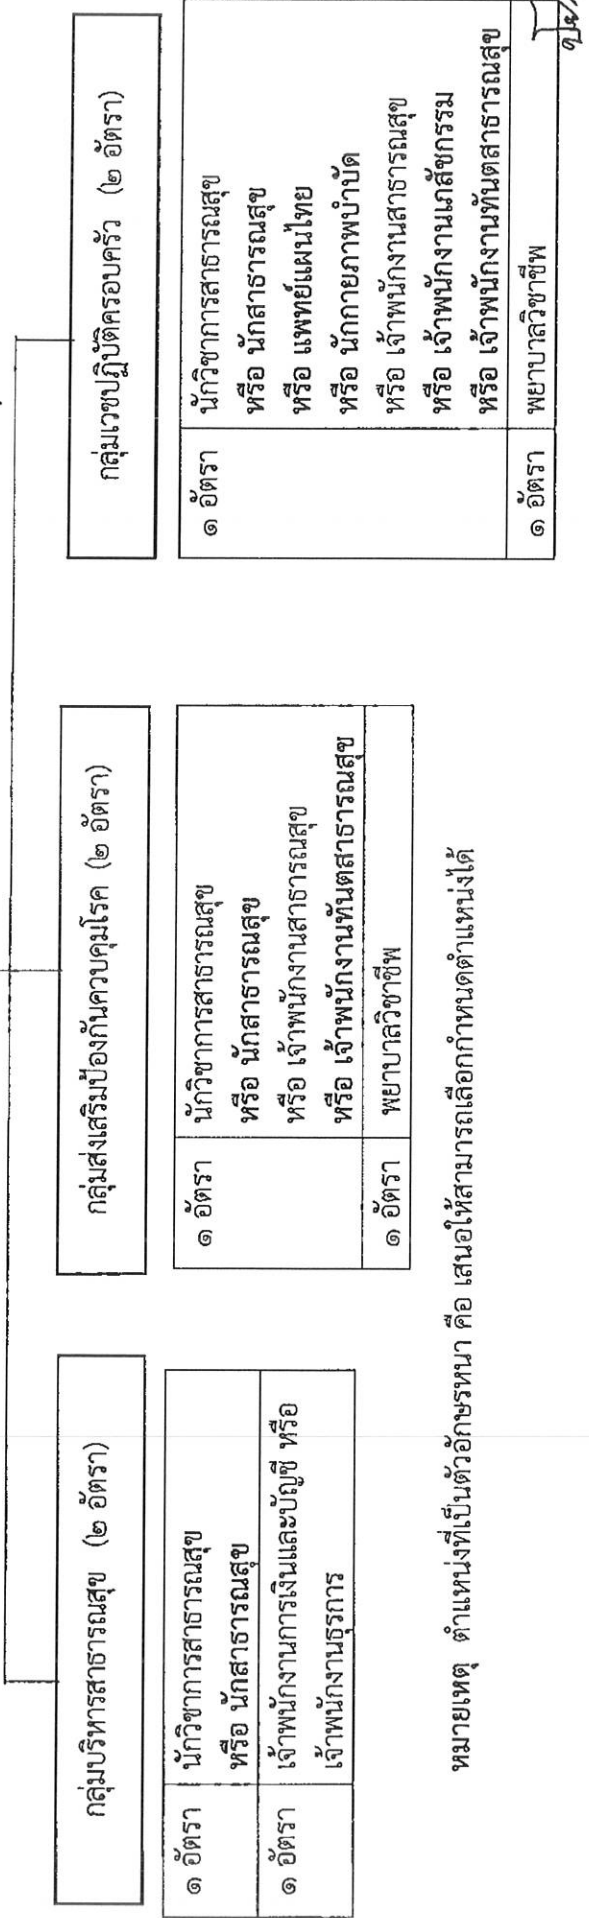 กลุ่มบริหารสาธารณสุข (๒ อัตรา)
๑ อัตรา นักวิชาการสาธารณสุข
หรือ นักสาธารณสุข
๑ อัตรา เจ้าพนักงานการเงินและบัญชี หรือ
เจ้าพนักงานธุรการ
กลุ่มส่งเสริมป้องกันควบคุมโรค (๒ อัตรา)
๑ อัตรา นักวิชาการสาธารณสุข
หรือ นักสาธารณสุข
หรือ เจ้าพนักงานสาธารณสุข
หรือ เจ้าพนักงานทันตสาธารณสุข
๑ อัตรา พยาบาลวิชาชีพ
กลุ่มเวชปฏิบัติครอบครัว (๒ อัตรา)
๑ อัตรา นักวิชาการสาธารณสุข
หรือ นักสาธารณสุข
หรือ แพทย์แผนไทย
หรือ นักกายภาพบำบัด
หรือ เจ้าพนักงานสาธารณสุข
หรือ เจ้าพนักงานเภสัชกรรม
หรือ เจ้าพนักงานทันตสาธารณสุข
๑ อัตรา พยาบาลวิชาชีพ
หมายเหตุ ตำแหน่งที่เป็นตัวอักษรหนา คือ เสนอให้สามารถเลือกกำหนดตำแหน่งได้